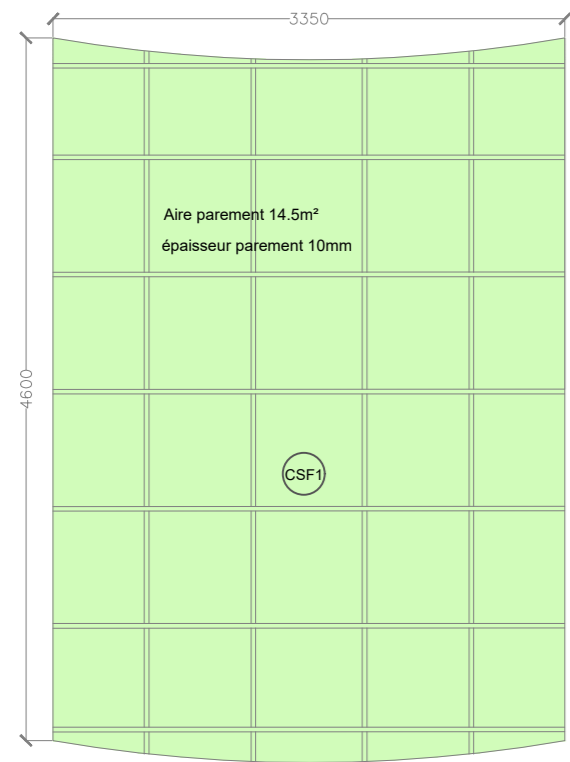 3350
Aire parement 14.5m²
épaisseur parement 10mm
4600
CSF1